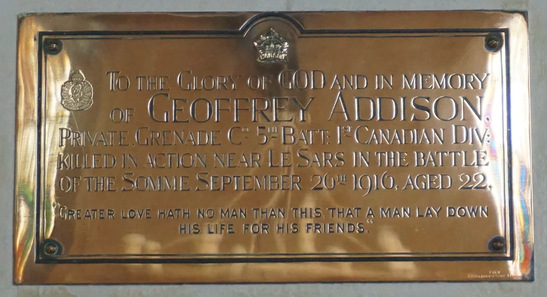 TO THE GLORY OF GOD AND IN MEMORY
OF GEOFFREY ADDISON.
PRIVATE, GRENADE Cº. 5TH BATT. 1ST CANADIAN DIV:
KILLED IN ACTION NEAR LE SARS IN THE BATTLE
OF THE SOMME SEPTEMBER 26TH 1916, AGED 22.
"GREATER LOVE HATH NO MAN THAN THIS, THAT A MAN LAY DOWN
HIS LIFE FOR HIS FRIENDS."